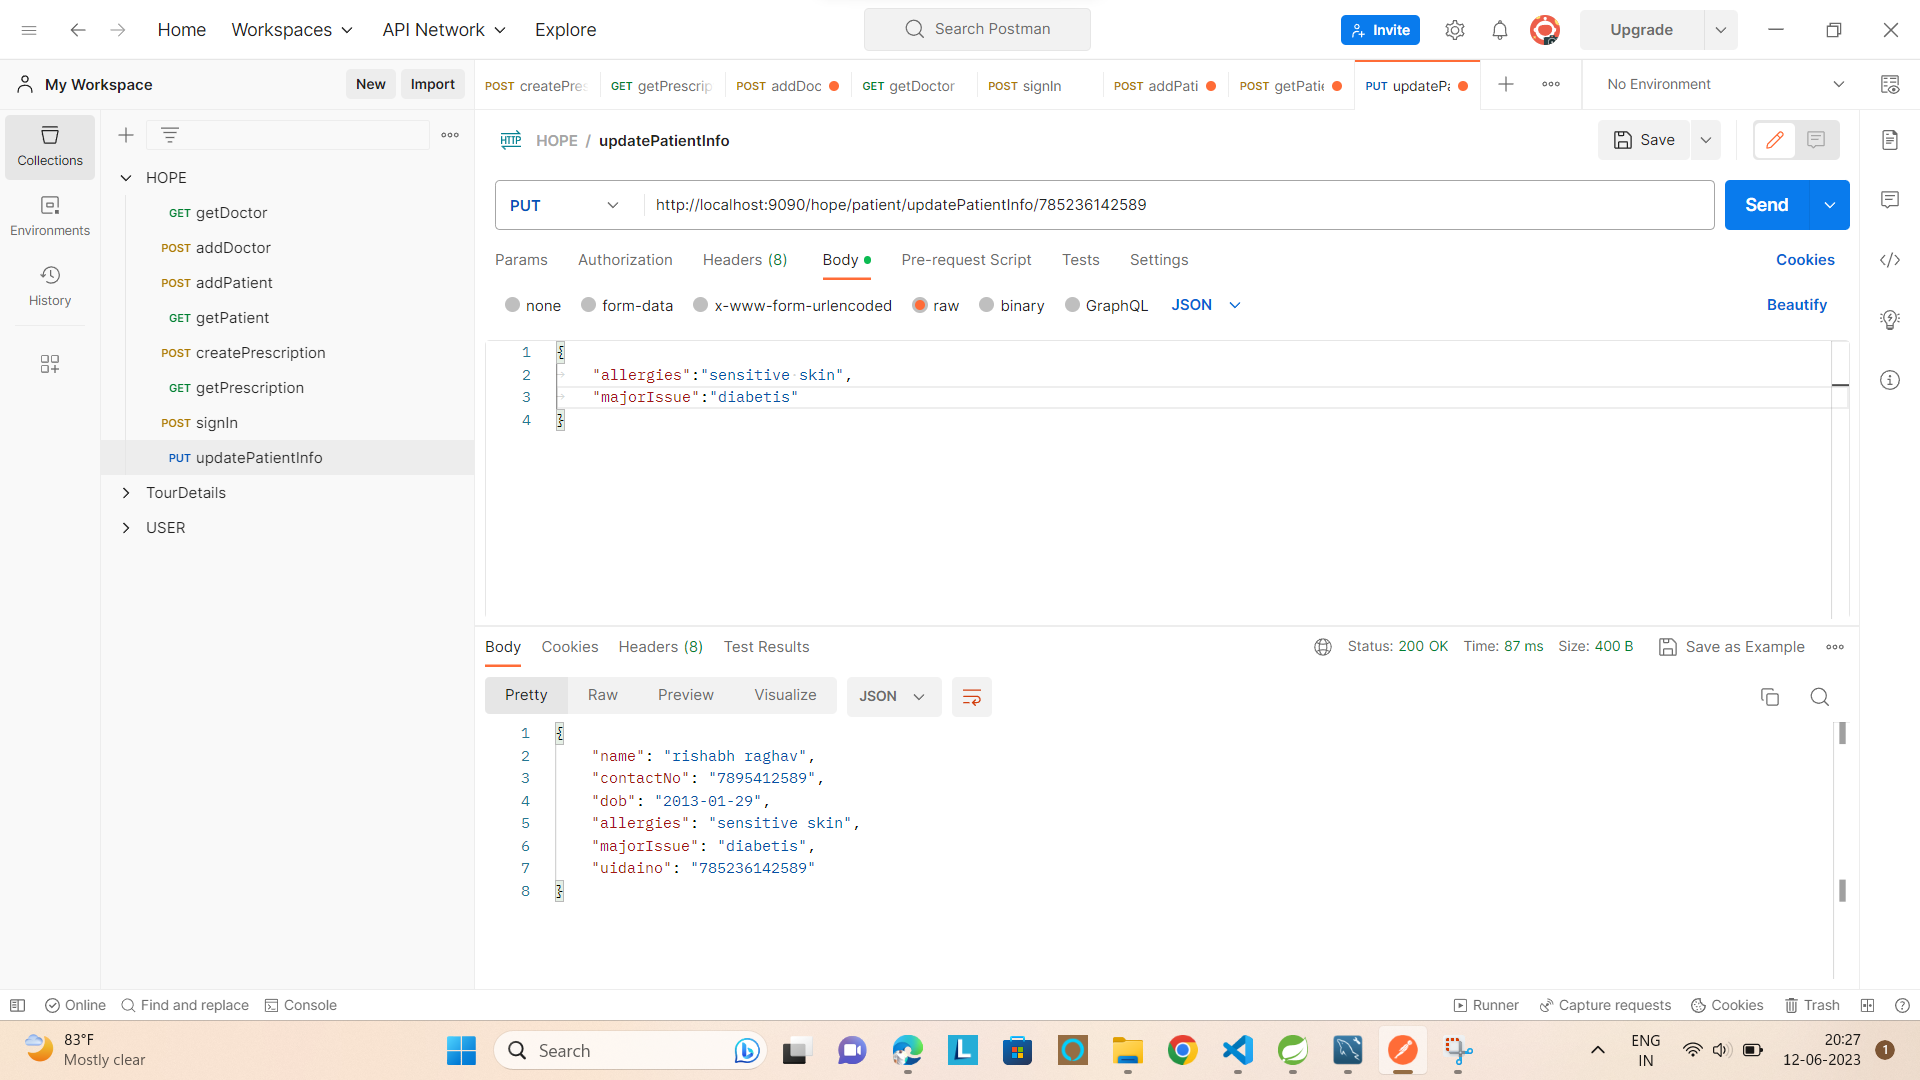 Home Workspaces API Network Explore Search Postman Invite Upgrade
My Workspace New Import
POST createPres GET getPrescrip POST addDoc GET getDoctor POST signIn POST addPati POST getPatie PUT updatePa No Environment
Collections
Environments
History
HOPE
GET getDoctor
POST addDoctor
POST addPatient
GET getPatient
POST createPrescription
GET getPrescription
POST signIn
PUT updatePatientInfo
TourDetails
USER
HTTP HOPE / updatePatientInfo Save
PUT http://localhost:9090/hope/patient/updatePatientInfo/785236142589 Send
Params Authorization Headers (8) Body Pre-request Script Tests Settings Cookies
none form-data x-www-form-urlencoded raw binary GraphQL JSON Beautify
1 {
2 "allergies":"sensitive skin",
3 "majorIssue":"diabetis"
4 }
Body Cookies Headers (8) Test Results Status: 200 OK Time: 87 ms Size: 400 B Save as Example
Pretty Raw Preview Visualize JSON
1 {
2 "name": "rishabh raghav",
3 "contactNo": "7895412589",
4 "dob": "2013-01-29",
5 "allergies": "sensitive skin",
6 "majorIssue": "diabetis",
7 "uidaino": "785236142589"
8 }
Online Find and replace Console Runner Capture requests Cookies Trash
83°F
Mostly clear
Search
L
ENG
IN
20:27
12-06-2023
1